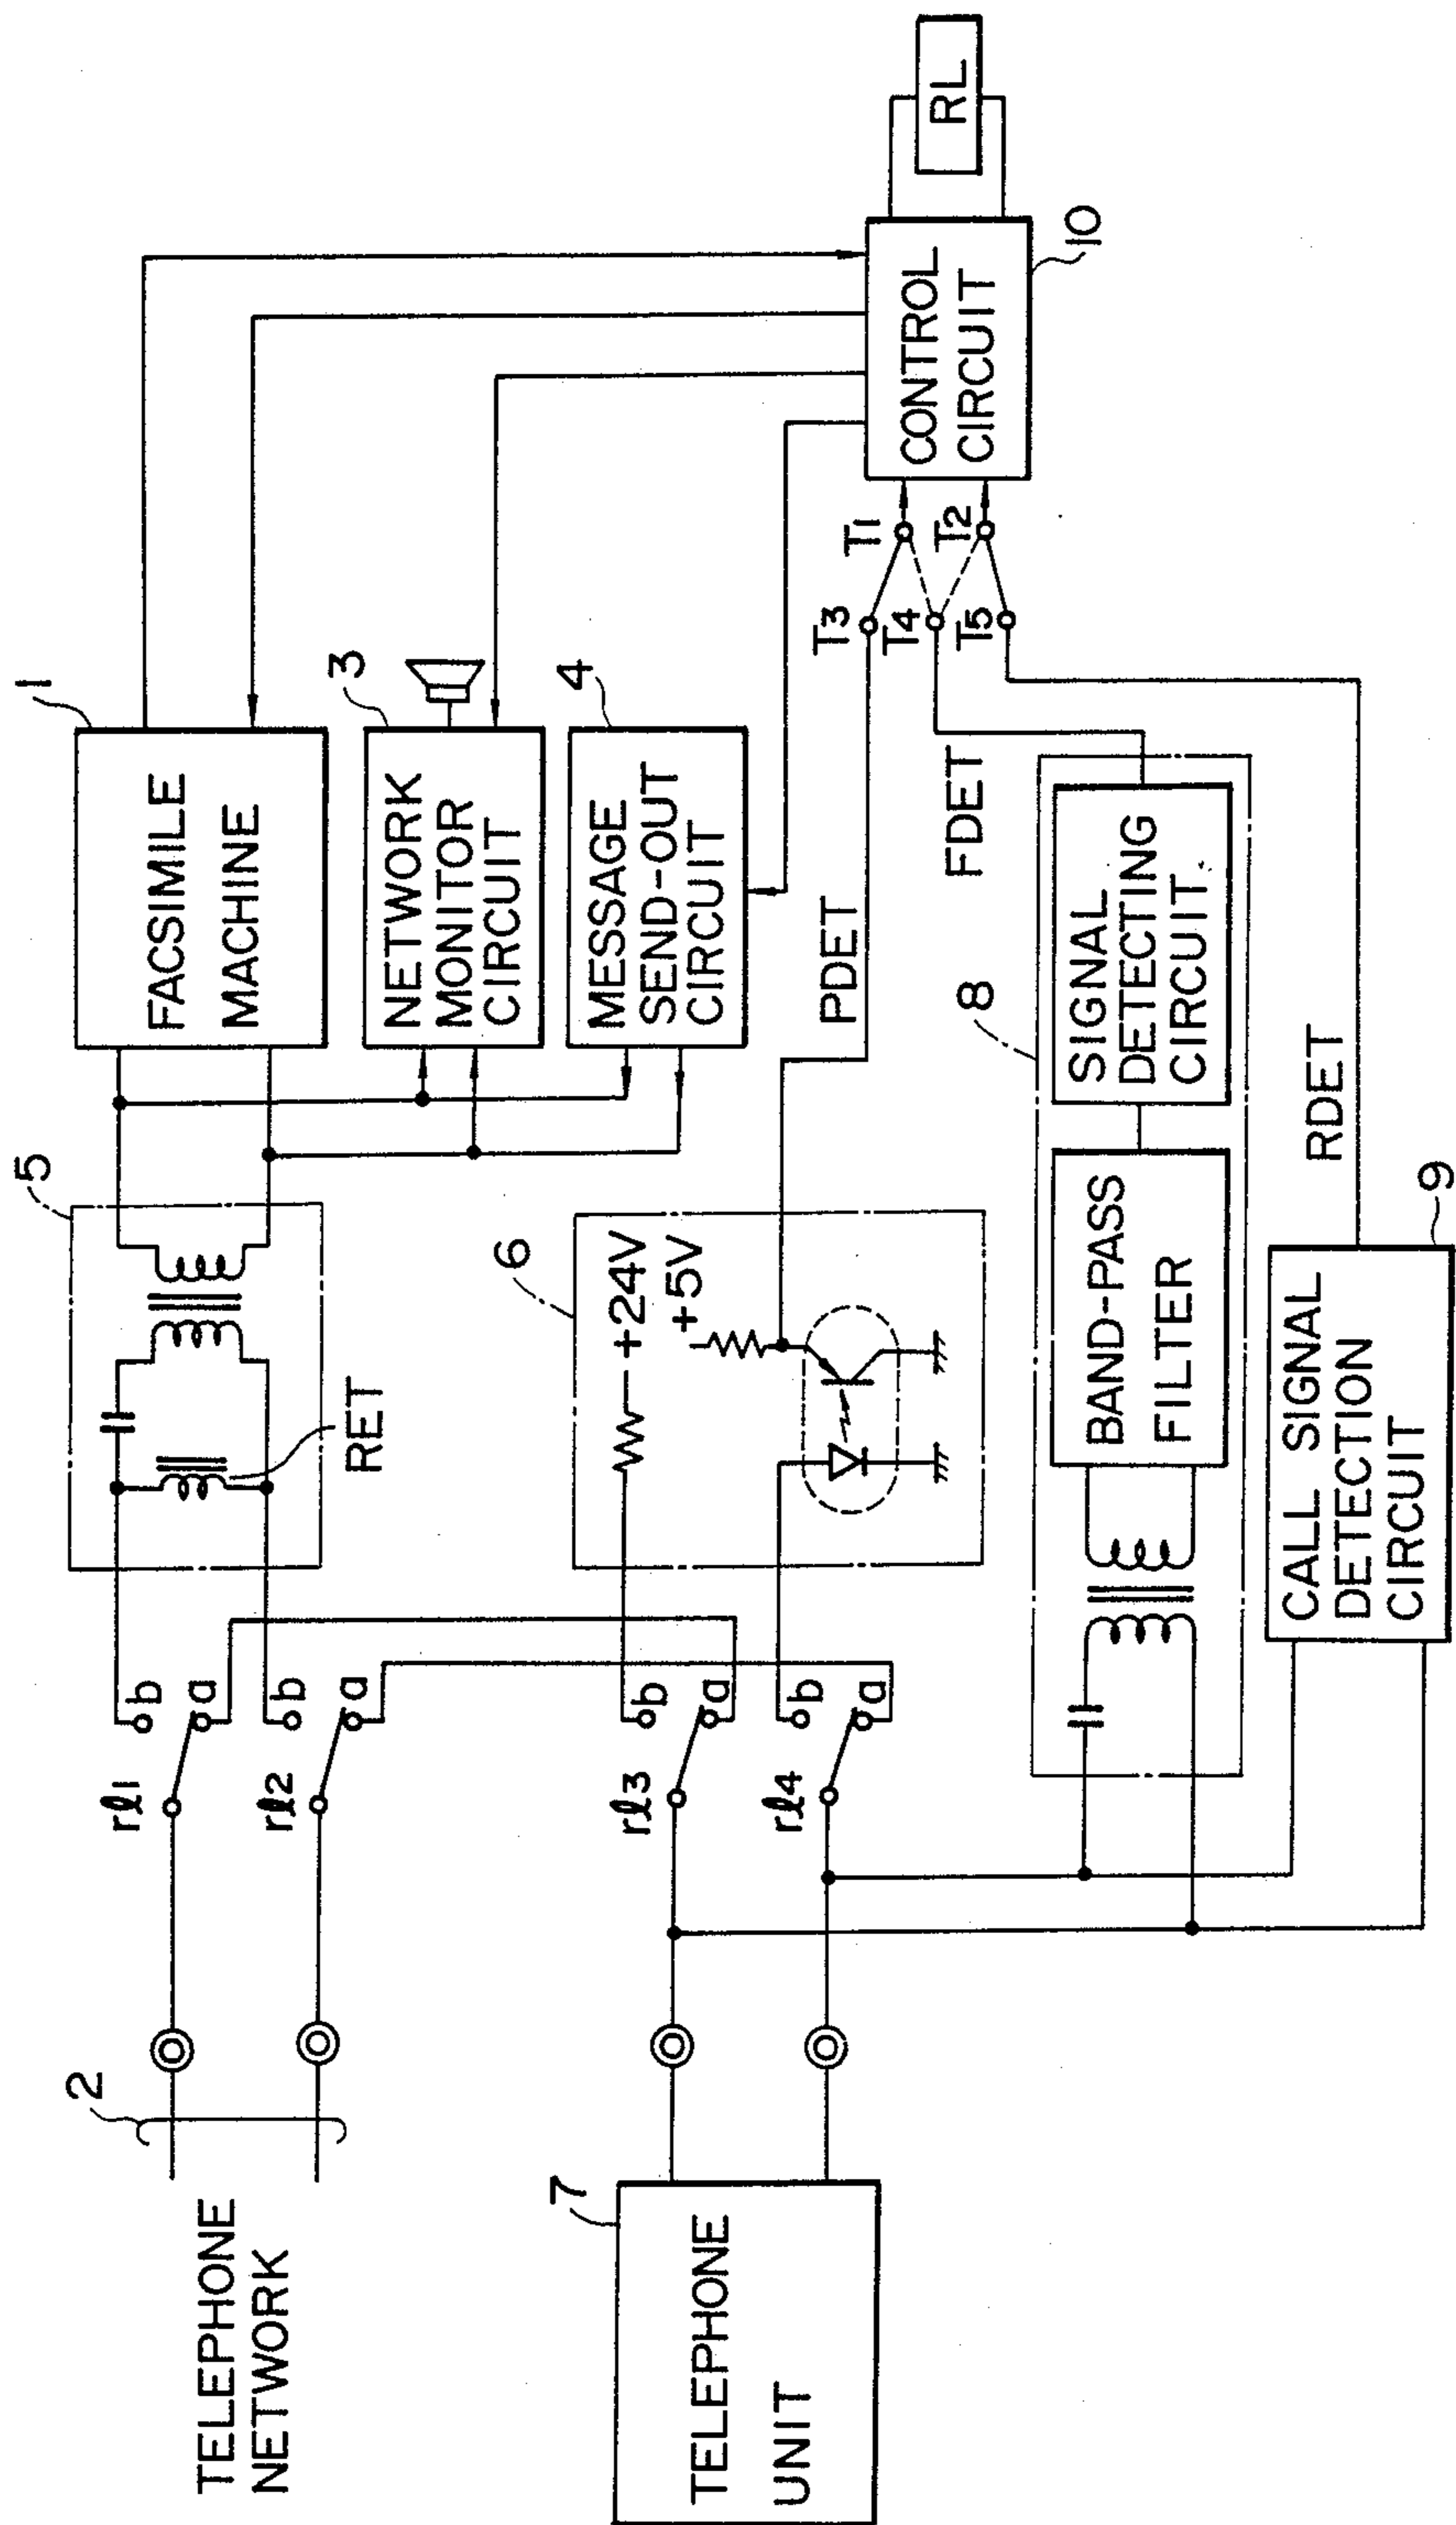 TELEPHONE
NETWORK
2
rl1
b
a
rl2
b
a
5
RET
1
FACSIMILE
MACHINE
3
NETWORK
MONITOR
CIRCUIT
4
MESSAGE
SEND-OUT
CIRCUIT
7
TELEPHONE
UNIT
rl3
b
a
rl4
b
a
6
+24V
+5V
PDET
8
BAND-PASS
FILTER
SIGNAL
DETECTING
CIRCUIT
FDET
9
CALL SIGNAL
DETECTION
CIRCUIT
RDET
T3
T4
T5
T1
T2
CONTROL
CIRCUIT
10
RL